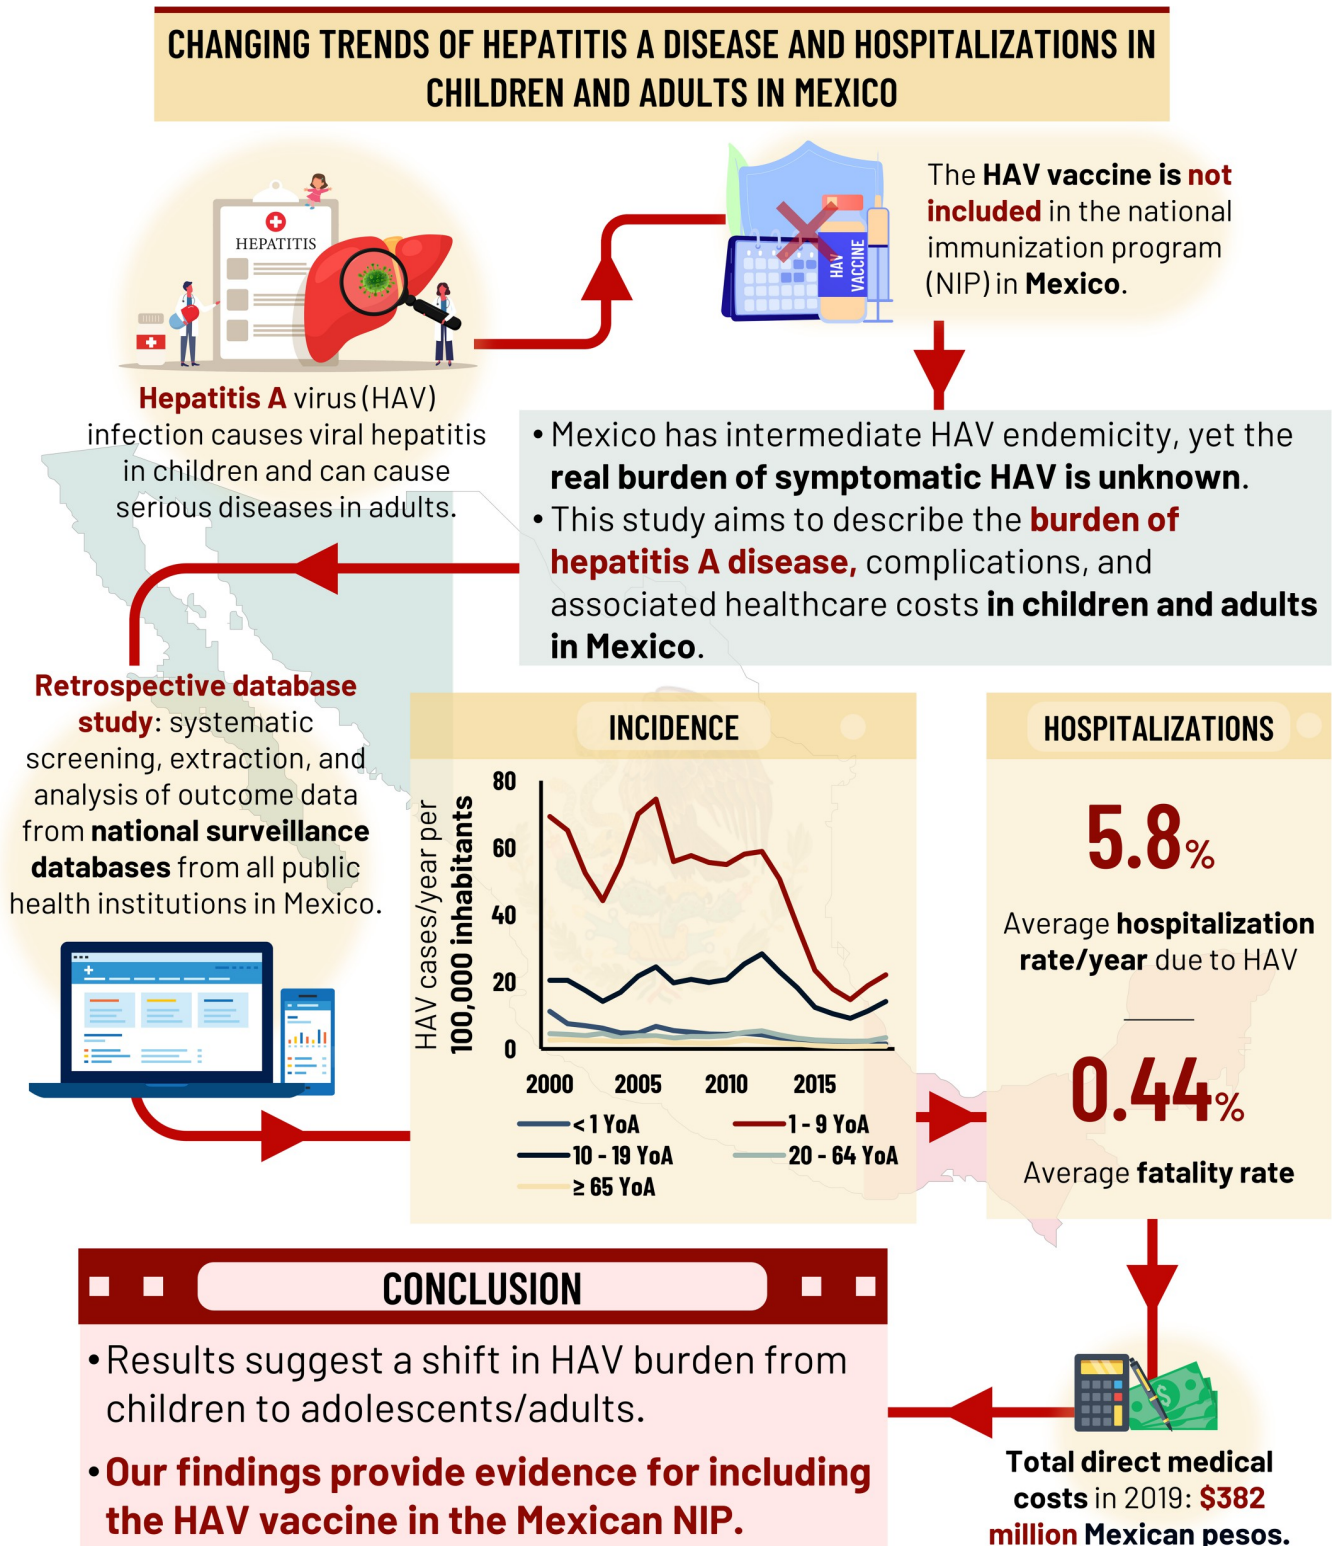 CHANGING TRENDS OF HEPATITIS A DISEASE AND HOSPITALIZATIONS IN
CHILDREN AND ADULTS IN MEXICO
HEPATITIS
Hepatitis A virus (HAV)
infection causes viral hepatitis
in children and can cause
serious diseases in adults.
HAV
VACCINE
The HAV vaccine is not
included in the national
immunization program
(NIP) in Mexico.
• Mexico has intermediate HAV endemicity, yet the
real burden of symptomatic HAV is unknown.
• This study aims to describe the burden of
hepatitis A disease, complications, and
associated healthcare costs in children and adults
in Mexico.
Retrospective database
study: systematic
screening, extraction, and
analysis of outcome data
from national surveillance
databases from all public
health institutions in Mexico.
INCIDENCE
HAV cases/year per
100,000 inhabitants
80
60
40
20
0
2000 2005 2010 2015
< 1 YoA
1 - 9 YoA
10 - 19 YoA
20 - 64 YoA
≥ 65 YoA
HOSPITALIZATIONS
5.8%
Average hospitalization
rate/year due to HAV
0.44%
Average fatality rate
Total direct medical
costs in 2019: $382
million Mexican pesos.
CONCLUSION
• Results suggest a shift in HAV burden from
children to adolescents/adults.
• Our findings provide evidence for including
the HAV vaccine in the Mexican NIP.